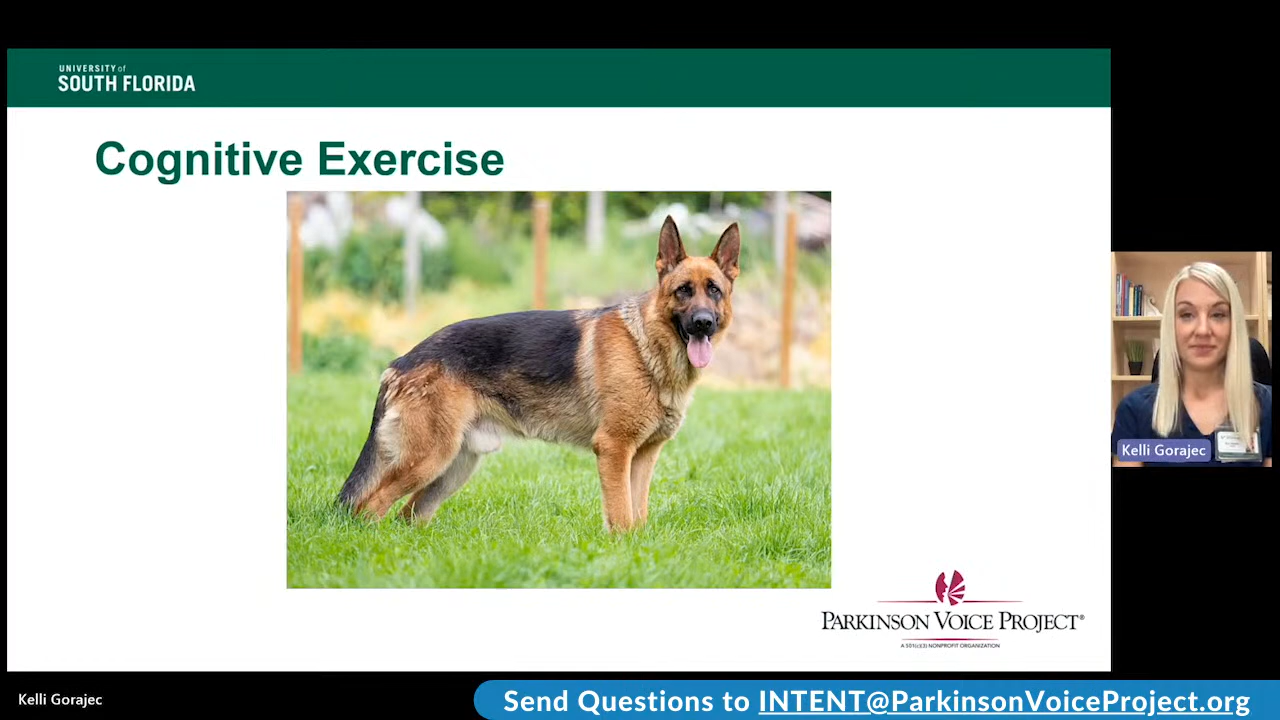 UNIVERSITY of
SOUTH FLORIDA
Cognitive Exercise
Kelli Gorajec
PARKINSON VOICE PROJECT®
A 501(c)(3) NONPROFIT ORGANIZATION
Kelli Gorajec
Send Questions to INTENT@ParkinsonVoiceProject.org